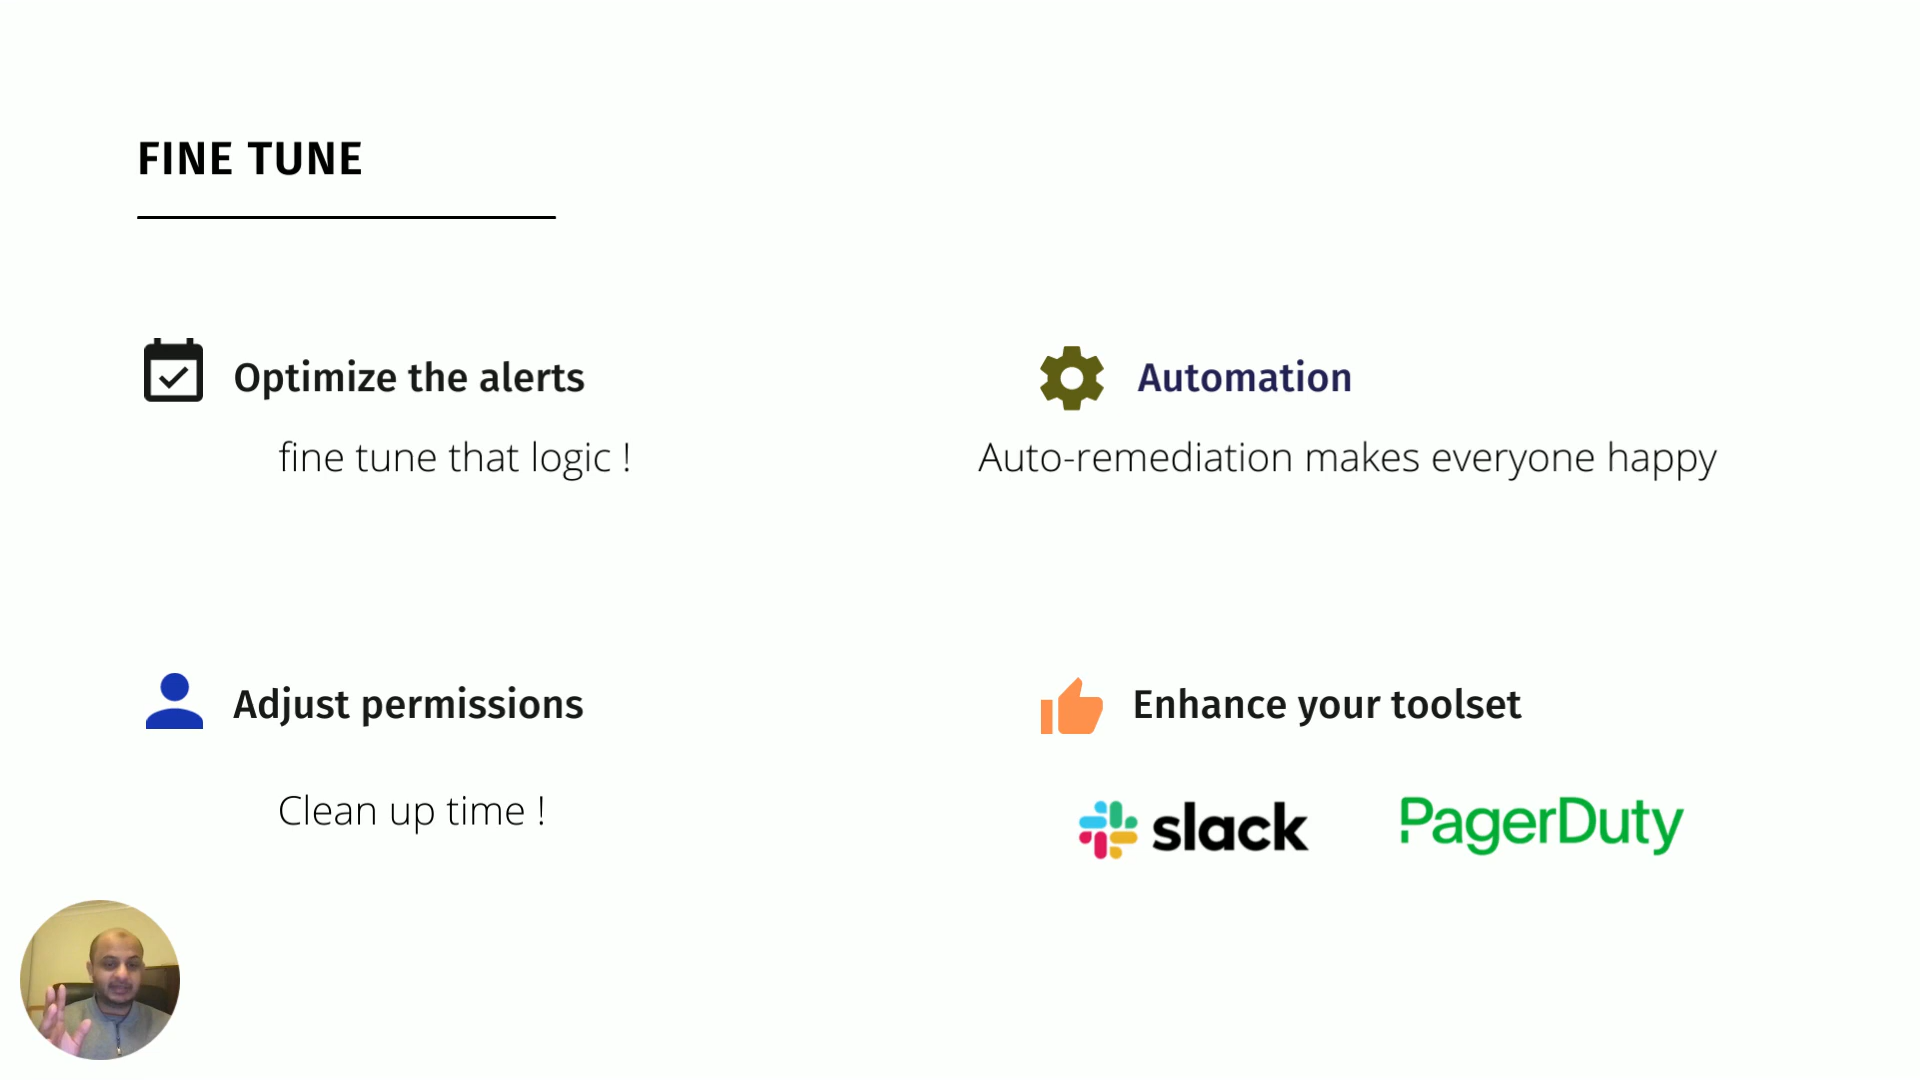 FINE TUNE
Optimize the alerts
fine tune that logic !
Automation
Auto-remediation makes everyone happy
Adjust permissions
Clean up time !
Enhance your toolset
slack
PagerDuty